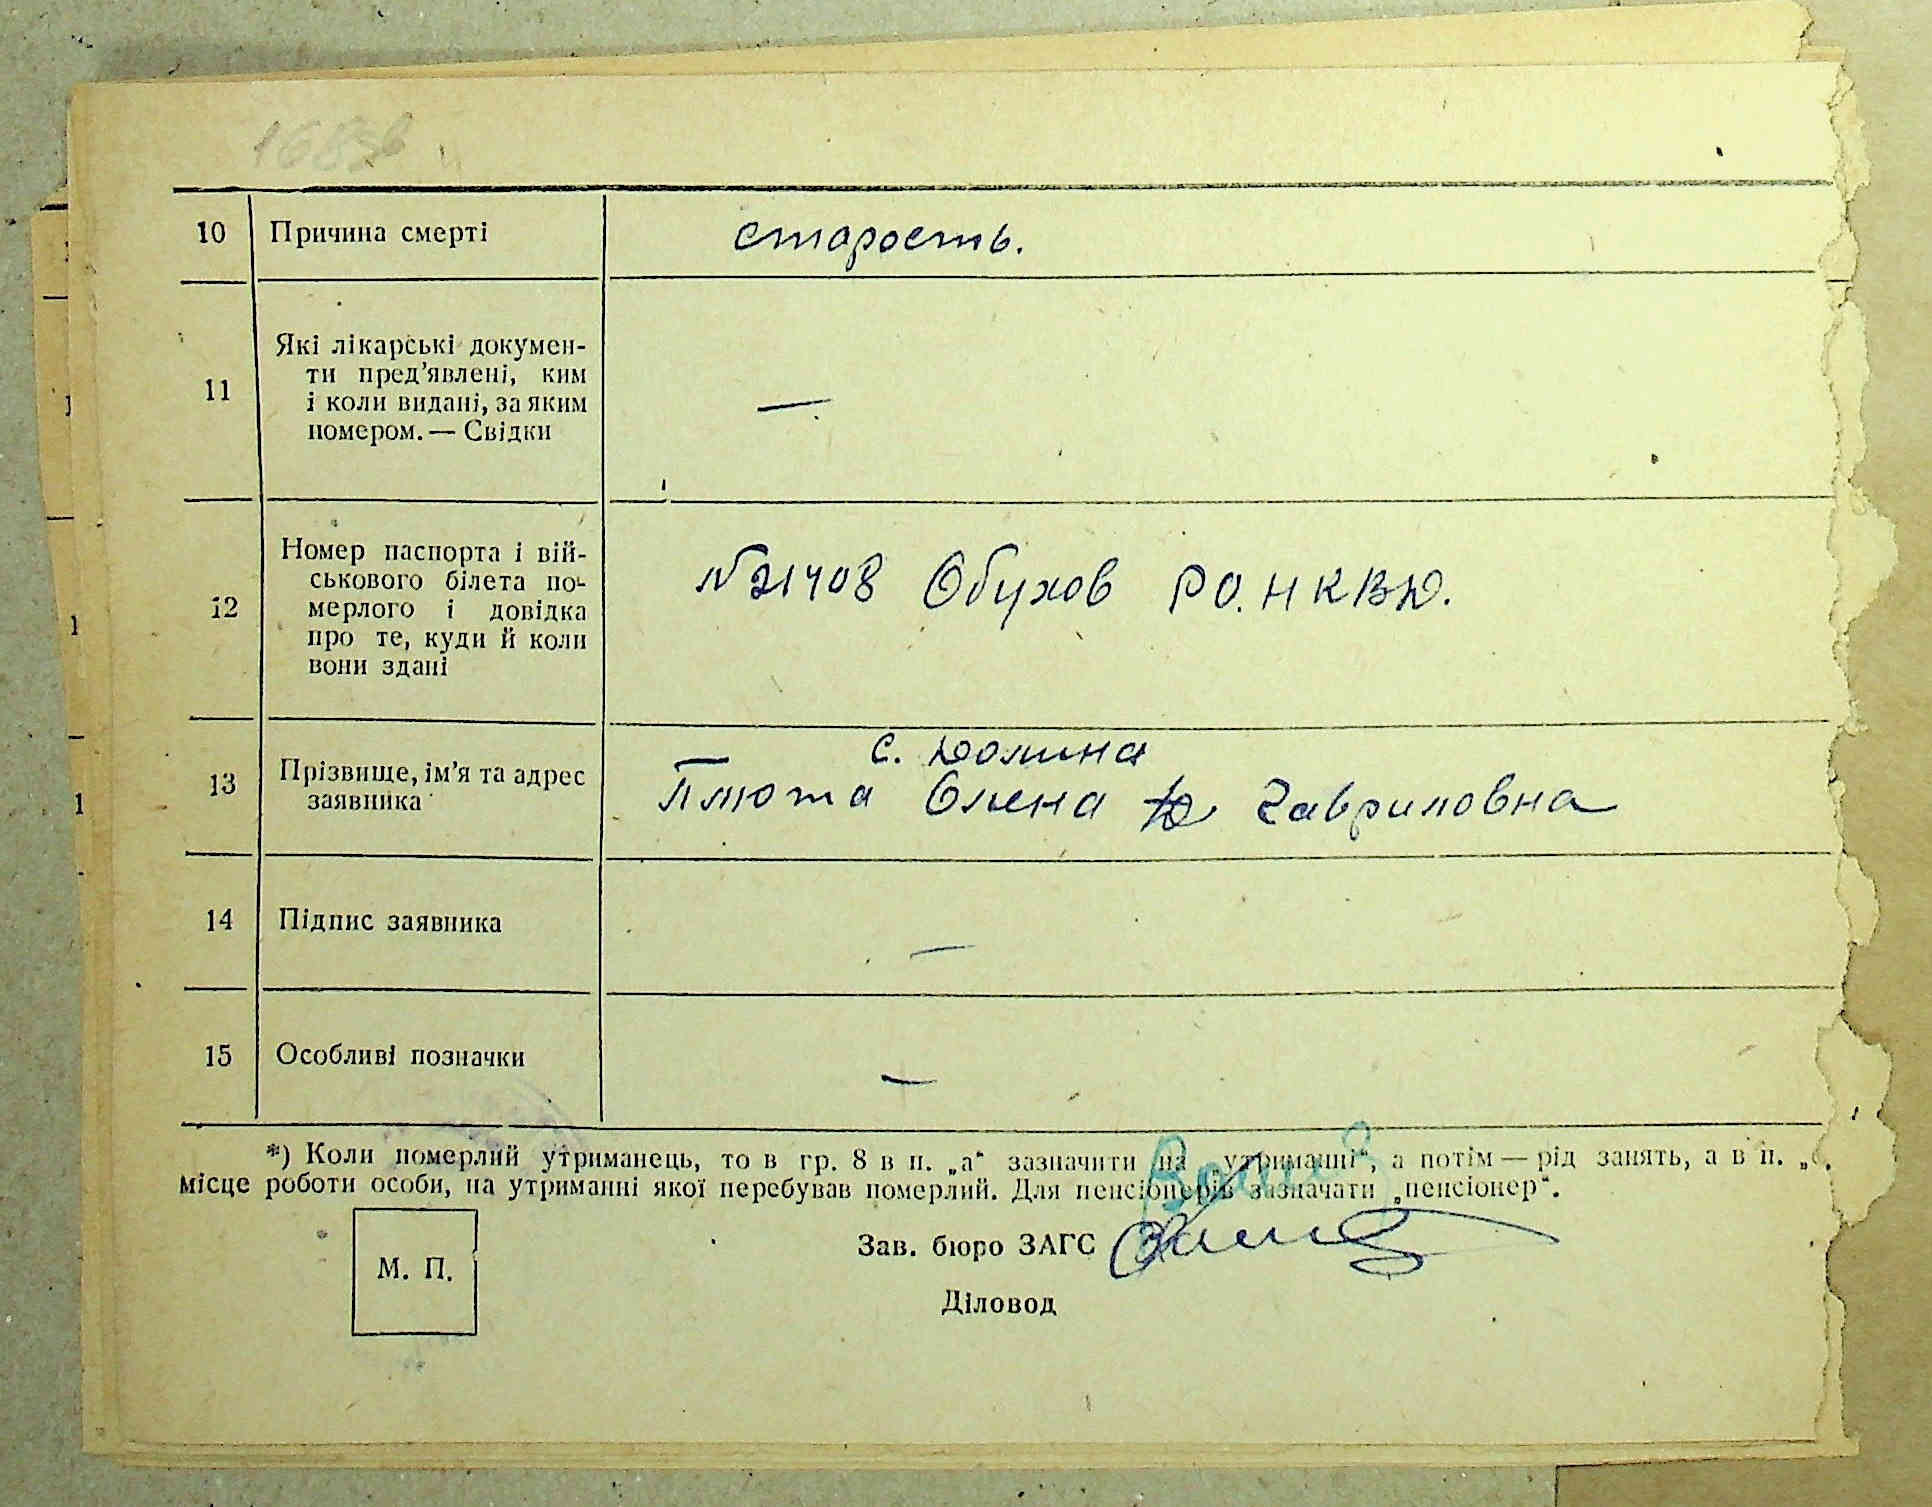 10 Причина смерті старость.
11 Які лікарські докумен-
ти пред’явлені, ким
і коли видані, за яким
номером. — Свідки —
12 Номер паспорта і вій-
ськового білета по-
мерлого і довідка
про те, куди й коли
вони здані
№21408 Обухов РО. НКВД.
с. Долина
13 Прізвище, ім’я та адрес
заявника
Плюта Олена Гавриловна
14 Підпис заявника —
15 Особливі позначки —
*) Коли померлий утриманець, то в гр. 8 в п. „а“ зазначити на „утриманні“, а потім — рід занять, а в п. „б“
місце роботи особи, на утриманні якої перебував померлий. Для пенсіонерів зазначати „пенсіонер“.
М. П.
Зав. бюро ЗАГС
Діловод